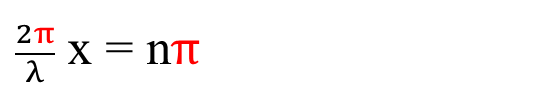 2π/λ x = nπ